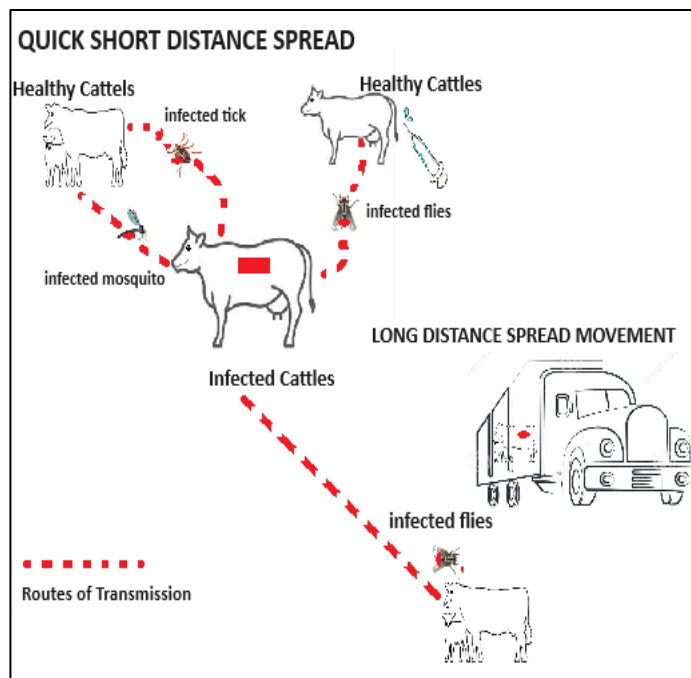 QUICK SHORT DISTANCE SPREAD
Healthy Cattels
Healthy Cattles
infected tick
infected flies
infected mosquito
LONG DISTANCE SPREAD MOVEMENT
Infected Cattles
infected flies
Routes of Transmission